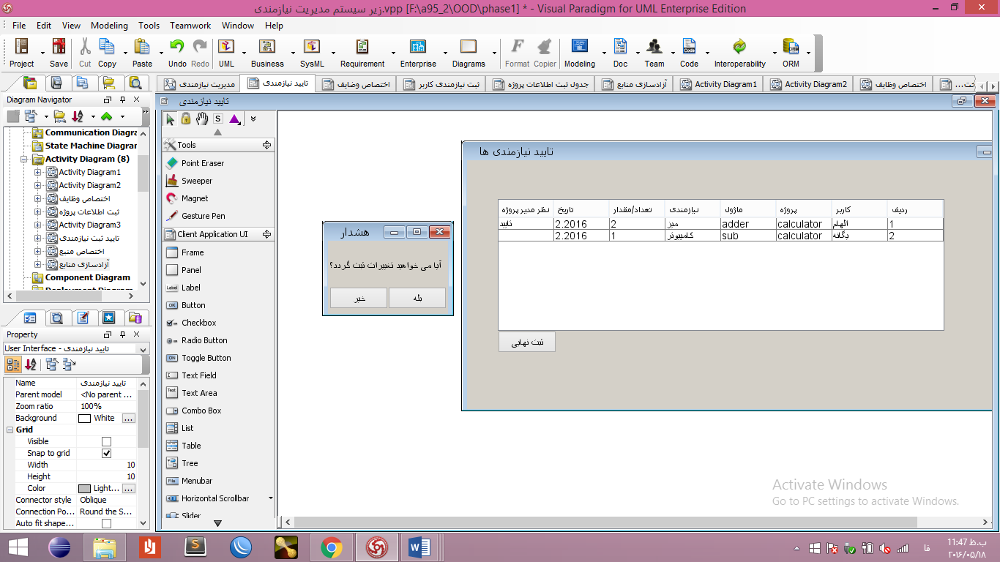 زیر سیستم مدیریت نیازمندی.vpp [F:\a95_2\OOD\phase1] * - Visual Paradigm for UML Enterprise Edition
File Edit View Modeling Tools Teamwork Window Help
Project Save Cut Copy Paste Undo Redo UML Business SysML Requirement Enterprise Diagrams Format Copier Modeling Doc Team Code Interoperability ORM
مدیریت نیازمندی
تایید نیازمندی
اختصاص وضایف
ثبت نیازمندی کاربر
جدول ثبت اطلاعات پروژه
آزادسازی منابع
Activity Diagram1
Activity Diagram2
اختصاص وظایف
Diagram Navigator
Communication Diagra
State Machine Diagrar
Activity Diagram (8)
Activity Diagram1
Activity Diagram2
اختصاص وظایف
ثبت اطلاعات پروژه
Activity Diagram3
تایید ثبت نیازمندی
اختصاص منبع
آزادسازی منابع
Component Diagram
Property
User Interface - تایید نیازمندی
Name تایید نیازمندی
Parent model <No parent ...
Zoom ratio 100%
Background White ...
Grid
Visible
Snap to grid
Width 10
Height 10
Color Light... ...
Connector style Oblique
Connection Po... Round the S...
Auto fit shape...
تایید نیازمندی
S
Tools
Point Eraser
Sweeper
Magnet
Gesture Pen
Client Application UI
Frame
Panel
Label Label
OK Button
Checkbox
Radio Button
ON Toggle Button
Text Field
Text Text Area
Combo Box
List
Table
Tree
File Menubar
Horizontal Scrollbar
Slider
هشدار
آیا می خواهید تغییرات ثبت گردد؟
خیر بله
تایید نیازمندی ها
نظر مدیر پروژه تاریخ تعداد/مقدار نیازمندی ماژول پروژه کاربر ردیف
تایید 2.2016 2 میز adder calculator الهام 1
2.2016 1 کامپیوتر sub calculator یگانه 2
ثبت نهایی
Activate Windows
Go to PC settings to activate Windows.
فا
11:47 ب.ظ
۲۰۱۶/۰۵/۱۸